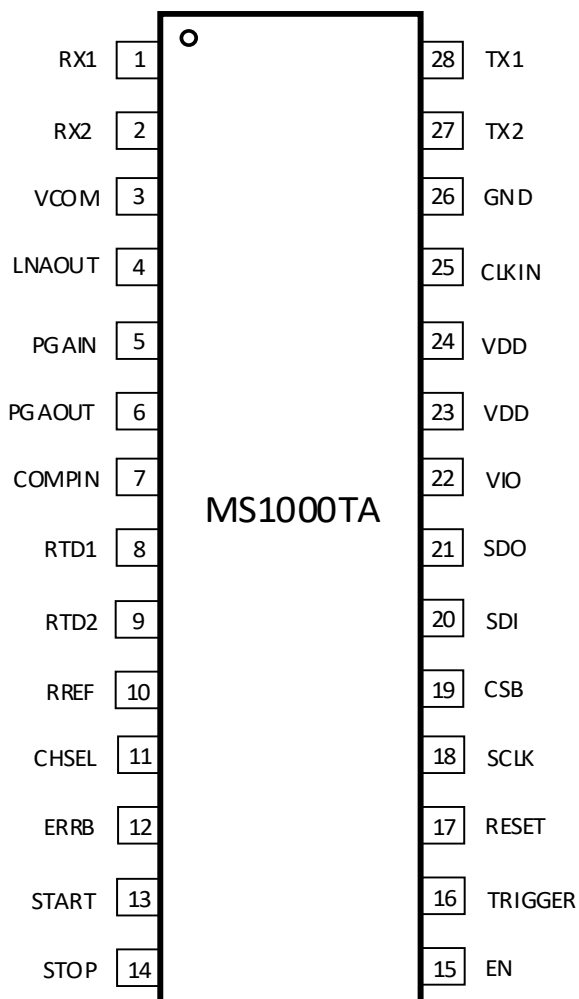 RX1 1 28 TX1
RX2 2 27 TX2
VCOM 3 26 GND
LNAOUT 4 25 CLKIN
PGAIN 5 24 VDD
PGAOUT 6 23 VDD
COMPIN 7 22 VIO
MS1000TA
RTD1 8 21 SDO
RTD2 9 20 SDI
RREF 10 19 CSB
CHSEL 11 18 SCLK
ERRB 12 17 RESET
START 13 16 TRIGGER
STOP 14 15 EN